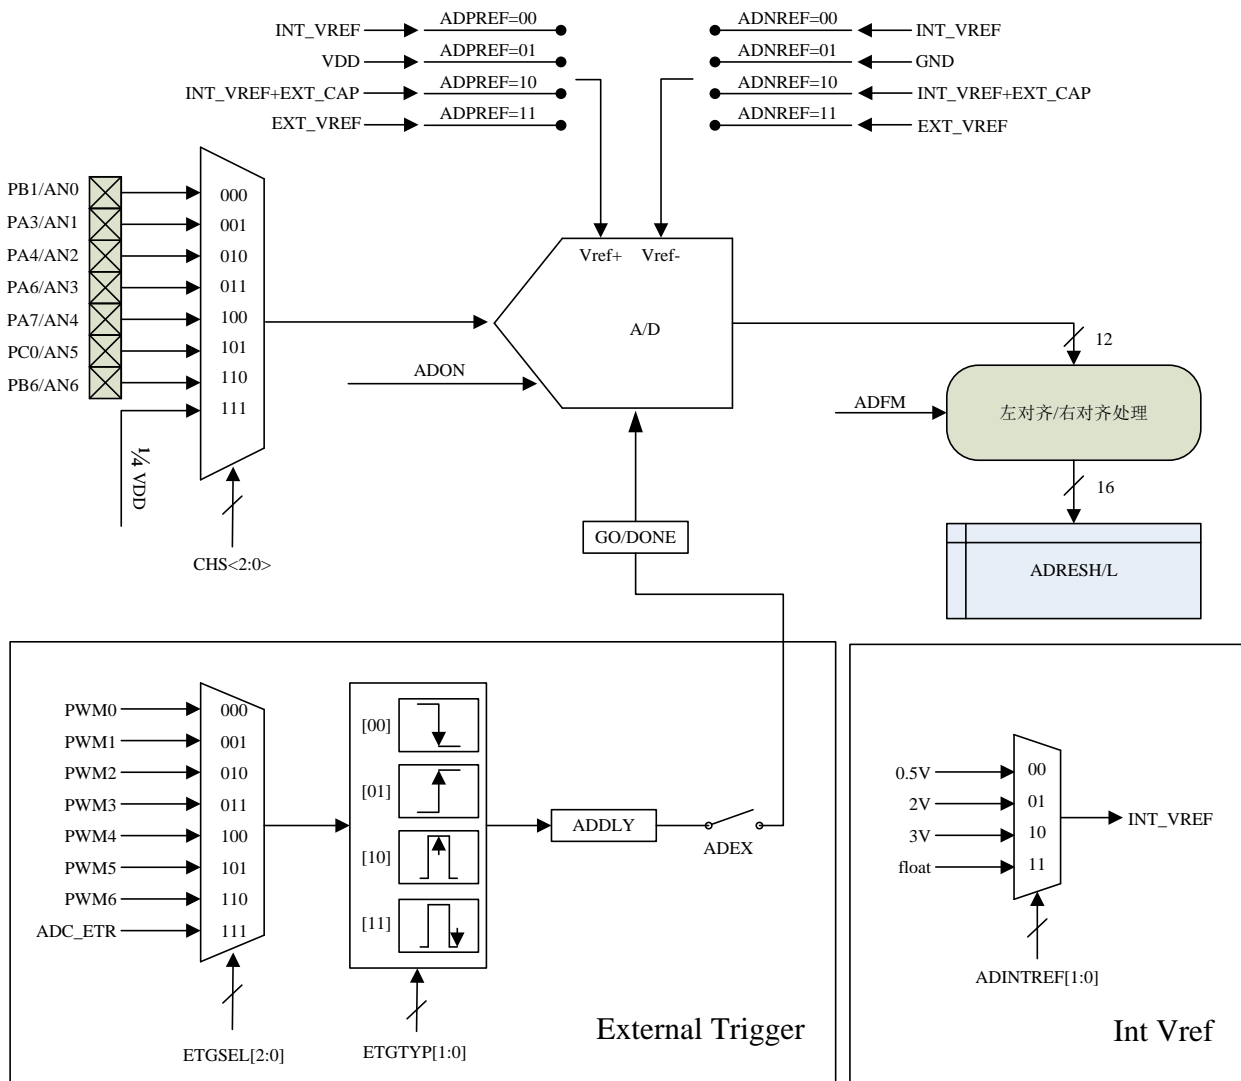 INT_VREF ADPREF=00 ADNREF=00 INT_VREF
VDD ADPREF=01 ADNREF=01 GND
INT_VREF+EXT_CAP ADPREF=10 ADNREF=10 INT_VREF+EXT_CAP
EXT_VREF ADPREF=11 ADNREF=11 EXT_VREF
PB1/AN0 000
PA3/AN1 001
PA4/AN2 010
PA6/AN3 011
PA7/AN4 100
PC0/AN5 101
PB6/AN6 110
111
¼ VDD
CHS<2:0>
Vref+ Vref-
A/D
ADON
12
ADFM
左对齐/右对齐处理
16
ADRESH/L
GO/DONE
PWM0 000
PWM1 001
PWM2 010
PWM3 011
PWM4 100
PWM5 101
PWM6 110
ADC_ETR 111
ETGSEL[2:0]
[00]
[01]
[10]
[11]
ETGTYP[1:0]
ADDLY
ADEX
External Trigger
0.5V 00
2V 01
3V 10
float 11
INT_VREF
ADINTREF[1:0]
Int Vref